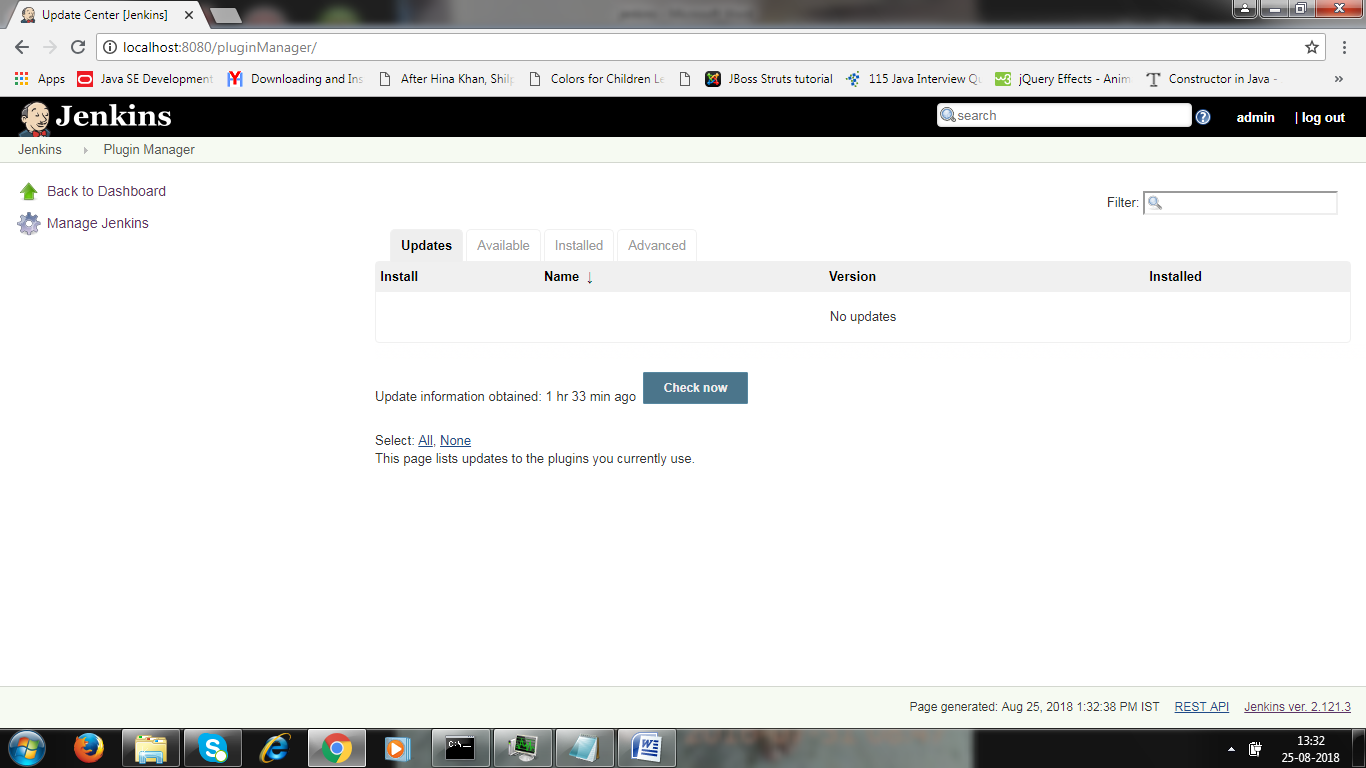 Update Center [Jenkins]
localhost:8080/pluginManager/
Apps Java SE Development Downloading and Ins After Hina Khan, Shil Colors for Children Le JBoss Struts tutorial 115 Java Interview Qu jQuery Effects - Anim Constructor in Java -
Jenkins
search
admin | log out
Jenkins Plugin Manager
Back to Dashboard
Manage Jenkins
Filter:
Updates Available Installed Advanced
Install Name ↓ Version Installed
No updates
Update information obtained: 1 hr 33 min ago Check now
Select: All, None
This page lists updates to the plugins you currently use.
Page generated: Aug 25, 2018 1:32:38 PM IST REST API Jenkins ver. 2.121.3
13:32
25-08-2018